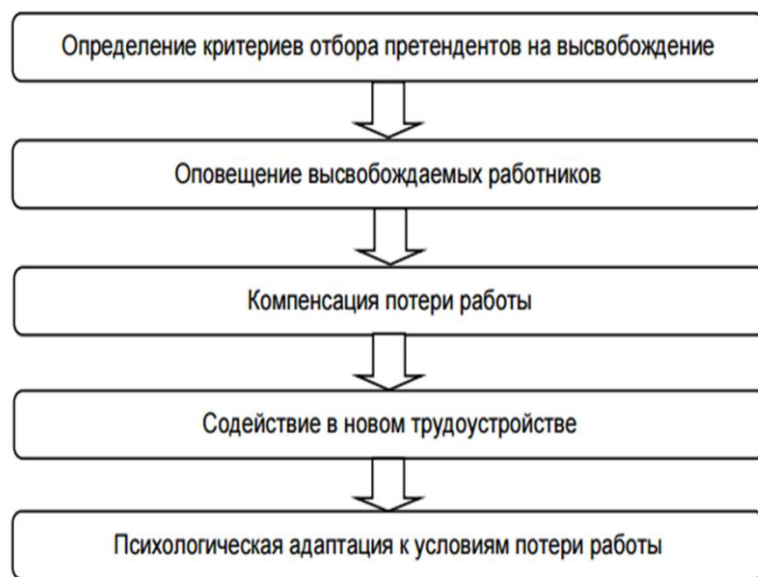 Определение критериев отбора претендентов на высвобождение
Оповещение высвобождаемых работников
Компенсация потери работы
Содействие в новом трудоустройстве
Психологическая адаптация к условиям потери работы